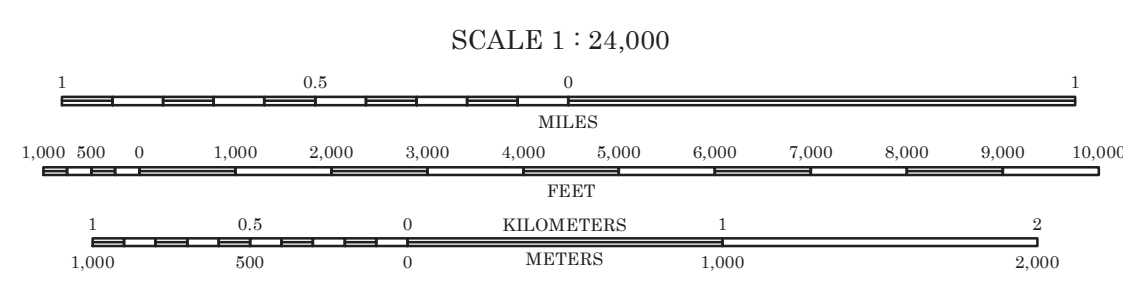 SCALE 1 : 24,000
1 0.5 0 1
MILES
1,000 500 0 1,000 2,000 3,000 4,000 5,000 6,000 7,000 8,000 9,000 10,000
FEET
1 0.5 0 KILOMETERS 1 2
1,000 500 0 METERS 1,000 2,000